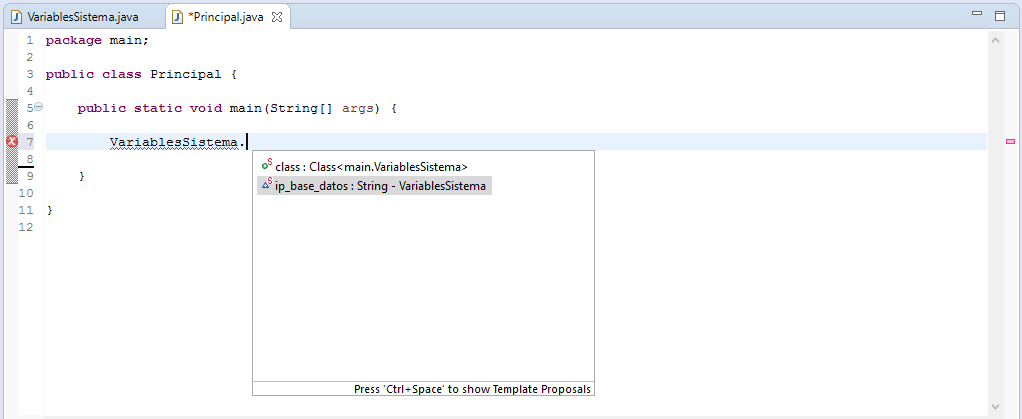 VariablesSistema.java *Principal.java
1 package main;
2
3 public class Principal {
4
5 public static void main(String[] args) {
6
7 VariablesSistema.
8
9 }
10
11 }
12
class : Class<main.VariablesSistema>
ip_base_datos : String - VariablesSistema
Press 'Ctrl+Space' to show Template Proposals